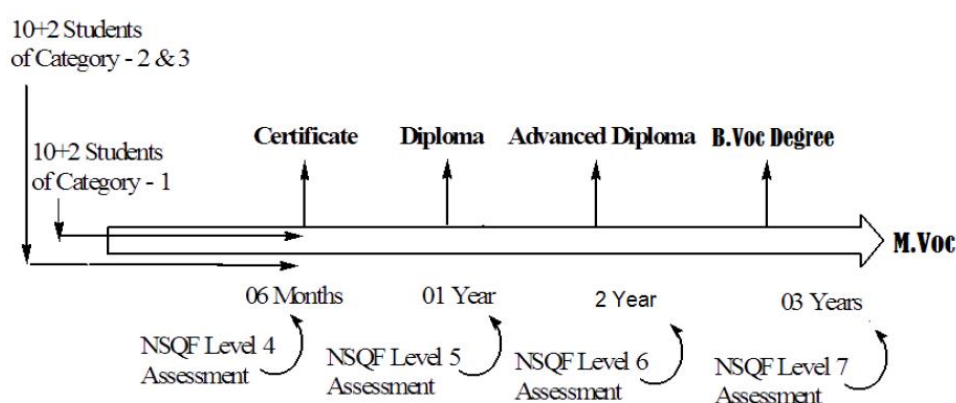 10+2 Students
of Category - 2 & 3
10+2 Students
of Category - 1
Certificate
Diploma
Advanced Diploma
B.Voc Degree
M.Voc
06 Months
01 Year
2 Year
03 Years
NSQF Level 4
Assessment
NSQF Level 5
Assessment
NSQF Level 6
Assessment
NSQF Level 7
Assessment